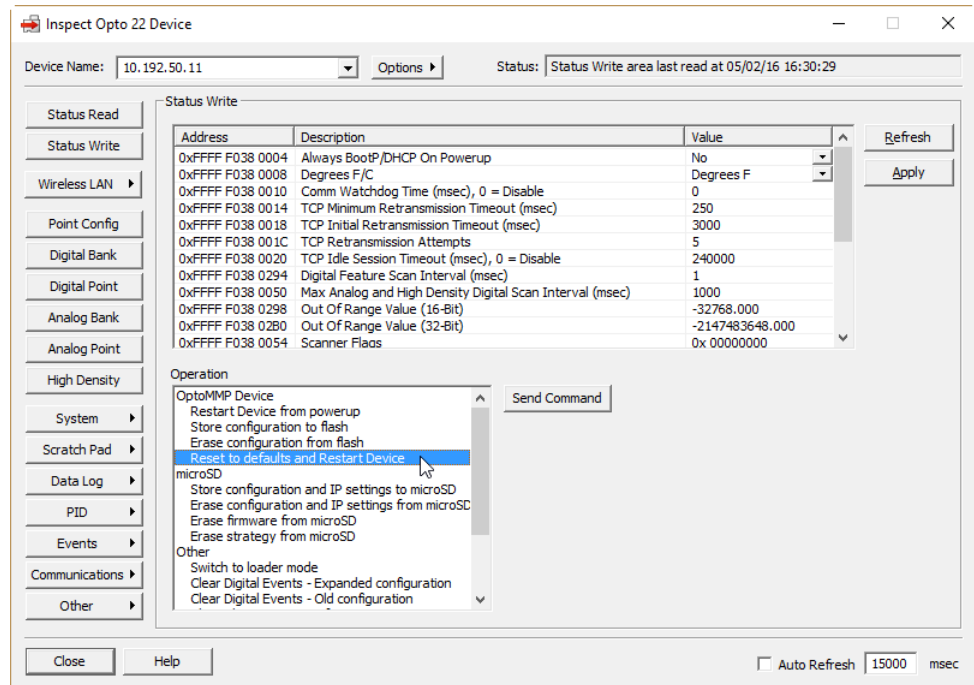 Inspect Opto 22 Device
Device Name: 10.192.50.11 Options Status: Status Write area last read at 05/02/16 16:30:29
Status Read
Status Write
Wireless LAN
Point Config
Digital Bank
Digital Point
Analog Bank
Analog Point
High Density
System
Scratch Pad
Data Log
PID
Events
Communications
Other
Status Write
Address Description Value
0xFFFF F038 0004 Always BootP/DHCP On Powerup No
0xFFFF F038 0008 Degrees F/C Degrees F
0xFFFF F038 0010 Comm Watchdog Time (msec), 0 = Disable 0
0xFFFF F038 0014 TCP Minimum Retransmission Timeout (msec) 250
0xFFFF F038 0018 TCP Initial Retransmission Timeout (msec) 3000
0xFFFF F038 001C TCP Retransmission Attempts 5
0xFFFF F038 0020 TCP Idle Session Timeout (msec), 0 = Disable 240000
0xFFFF F038 0294 Digital Feature Scan Interval (msec) 1
0xFFFF F038 0050 Max Analog and High Density Digital Scan Interval (msec) 1000
0xFFFF F038 0298 Out Of Range Value (16-Bit) -32768.000
0xFFFF F038 02B0 Out Of Range Value (32-Bit) -2147483648.000
0xFFFF F038 0054 Scanner Flags 0x 00000000
Refresh
Apply
Operation
OptoMMP Device
Restart Device from powerup
Store configuration to flash
Erase configuration from flash
Reset to defaults and Restart Device
microSD
Store configuration and IP settings to microSD
Erase configuration and IP settings from microSD
Erase firmware from microSD
Erase strategy from microSD
Other
Switch to loader mode
Clear Digital Events - Expanded configuration
Clear Digital Events - Old configuration
Send Command
Close Help Auto Refresh 15000 msec